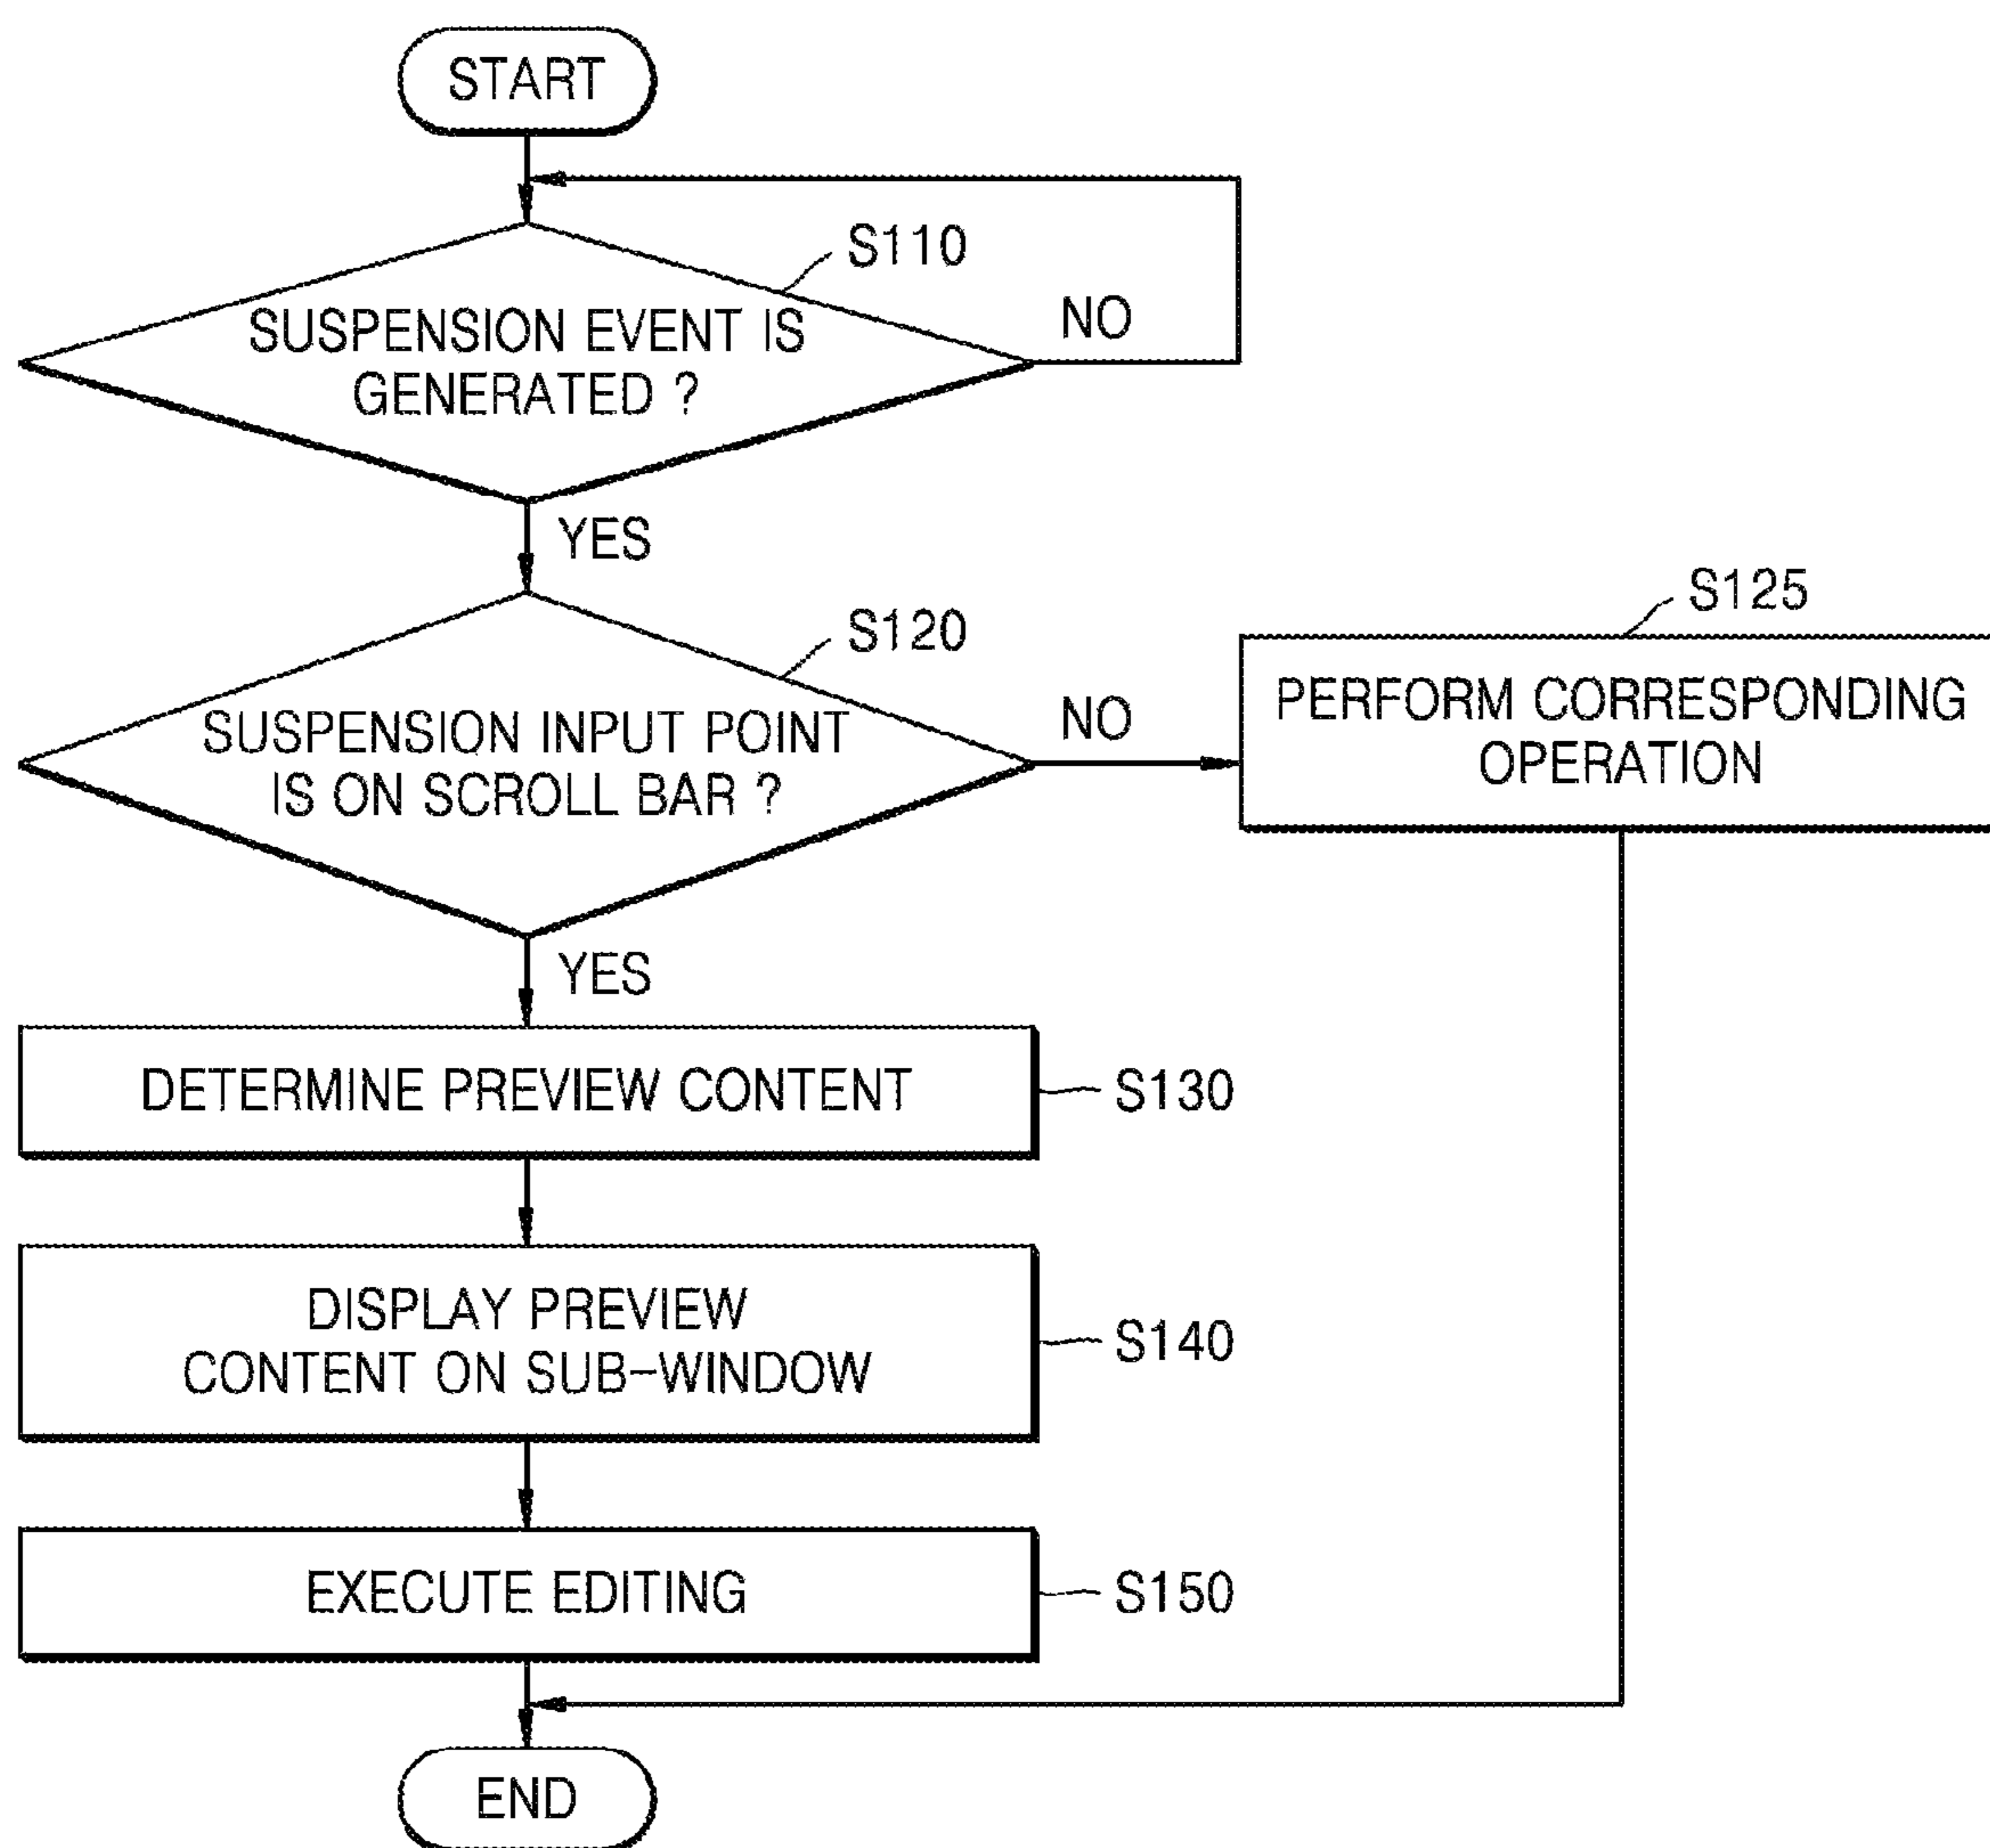 START
S110
SUSPENSION EVENT IS
GENERATED ?
NO
YES
S120
SUSPENSION INPUT POINT
IS ON SCROLL BAR ?
NO
S125
PERFORM CORRESPONDING
OPERATION
YES
DETERMINE PREVIEW CONTENT
S130
DISPLAY PREVIEW
CONTENT ON SUB-WINDOW
S140
EXECUTE EDITING
S150
END